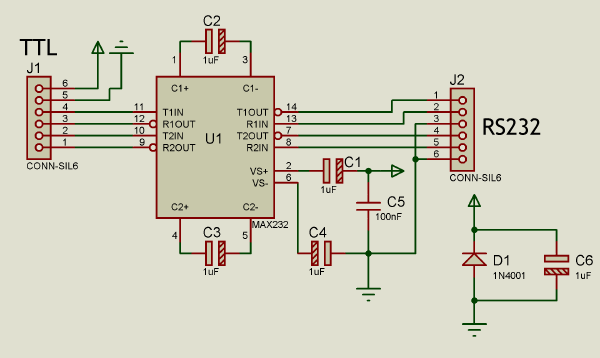 TTL
J1
6
5
4
3
2
1
CONN-SIL6
C2
1uF
1
3
C1+
C1-
11
12
10
9
T1IN
R1OUT
T2IN
R2OUT
U1
T1OUT
R1IN
T2OUT
R2IN
VS+
VS-
14
13
7
8
2
6
C2+
C2-
MAX232
4
5
C3
1uF
C1
1uF
C5
100nF
C4
1uF
J2
1
2
3
4
5
6
RS232
CONN-SIL6
D1
1N4001
C6
1uF